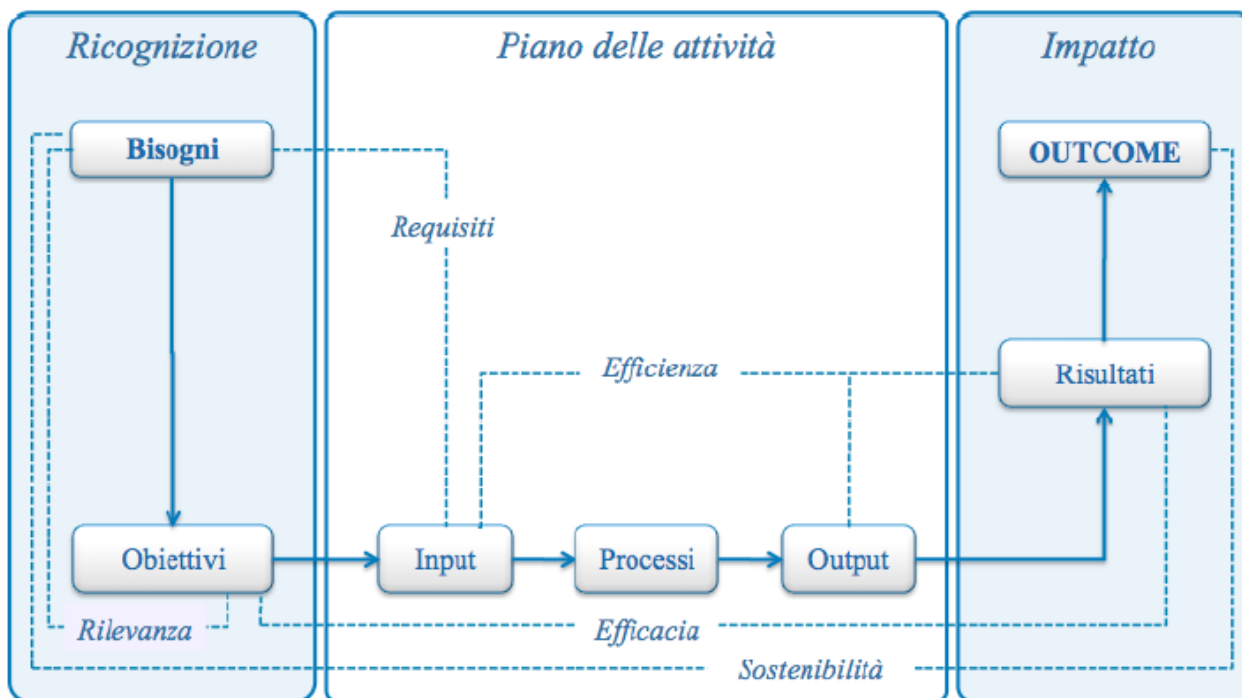 Ricognizione
Piano delle attività
Impatto
Bisogni
OUTCOME
Requisiti
Efficienza
Risultati
Obiettivi
Input
Processi
Output
Rilevanza
Efficacia
Sostenibilità